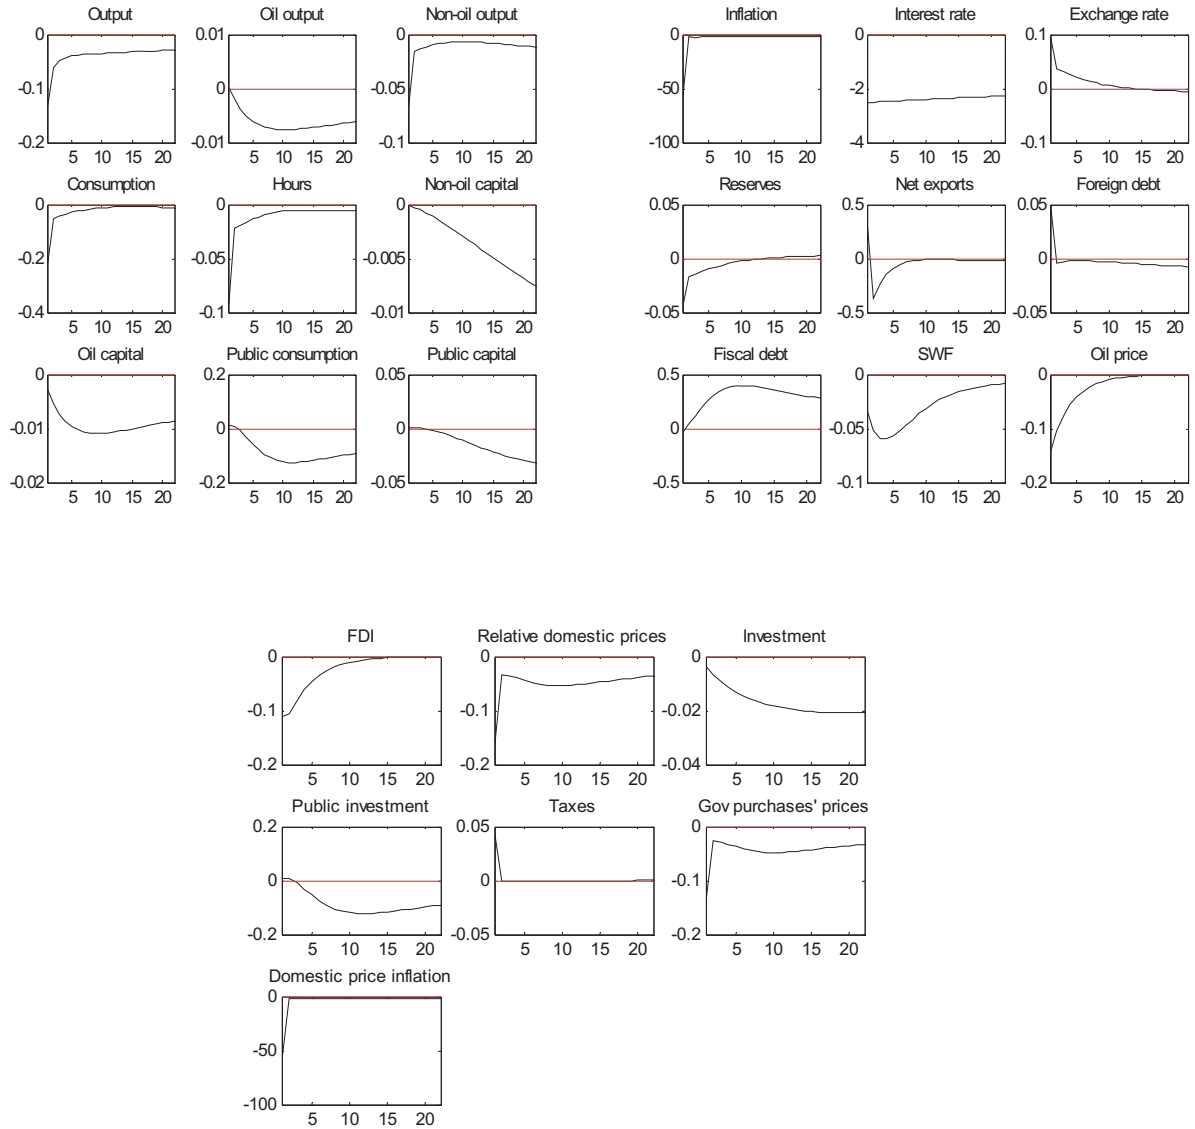 Output Oil output Non-oil output Inflation Interest rate Exchange rate
0 0.01 0 0 0 0.1
-0.1 0 -0.05 -50 -2 0
-0.2 -0.01 -0.1 -100 -4 0.1
5 10 15 20 5 10 15 20 5 10 15 20 5 10 15 20 5 10 15 20 5 10 15 20
Consumption Hours Non-oil capital Reserves Net exports Foreign debt
0 0 0 0.05 0.5 0.05
-0.2 -0.05 -0.005 0 0 0
-0.4 -0.1 -0.01 -0.05 -0.5 0.05
5 10 15 20 5 10 15 20 5 10 15 20 5 10 15 20 5 10 15 20 5 10 15 20
Oil capital Public consumption Public capital Fiscal debt SWF Oil price
0 0.2 0.05 0.5 0 0
-0.01 0 0 0 -0.05 -0.1
-0.02 -0.2 0.05 -0.5 -0.1 -0.2
5 10 15 20 5 10 15 20 5 10 15 20 5 10 15 20 5 10 15 20 5 10 15 20
FDI Relative domestic prices Investment
0 0 0
-0.1 -0.1 -0.02
-0.2 -0.2 -0.04
5 10 15 20 5 10 15 20 5 10 15 20
Public investment Taxes Gov purchases' prices
0.2 0.05 0
0 0 -0.1
-0.2 -0.05 -0.2
5 10 15 20 5 10 15 20 5 10 15 20
Domestic price inflation
0
-50
-100
5 10 15 20